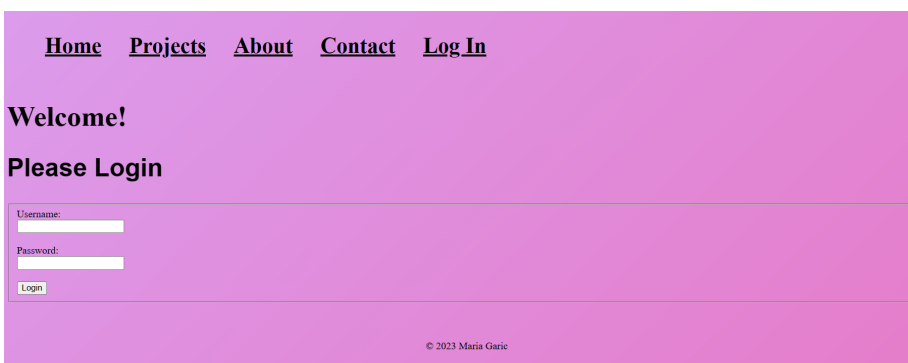 Home Projects About Contact Log In
Welcome!
Please Login
Username:
Password:
Login
© 2023 Maria Garic